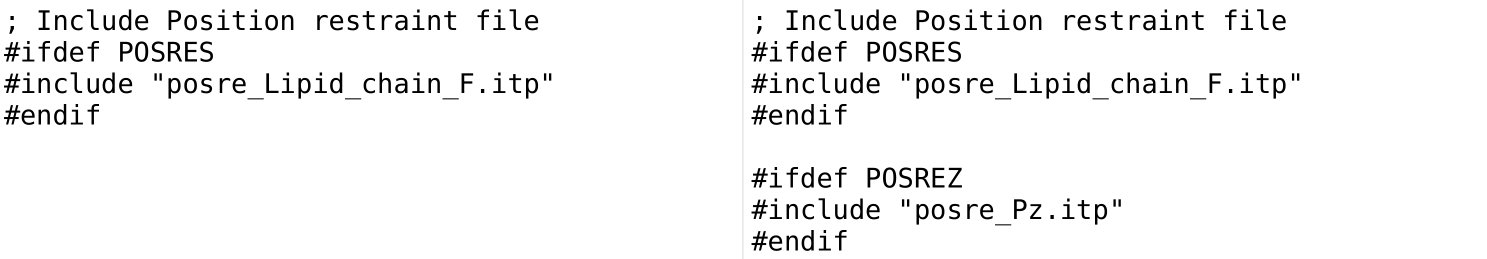 ; Include Position restraint file
#ifdef POSRES
#include "posre_Lipid_chain_F.itp"
#endif
; Include Position restraint file
#ifdef POSRES
#include "posre_Lipid_chain_F.itp"
#endif
#ifdef POSREZ
#include "posre_Pz.itp"
#endif